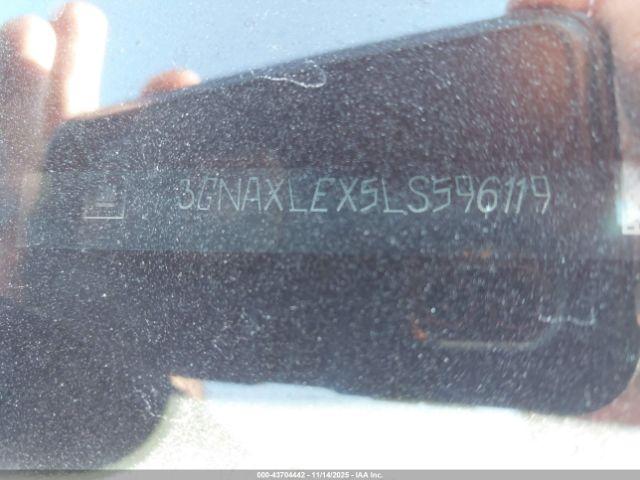 3GNAXLEX5LS596119
000-43704442 - 11/14/2025 - IAA Inc.